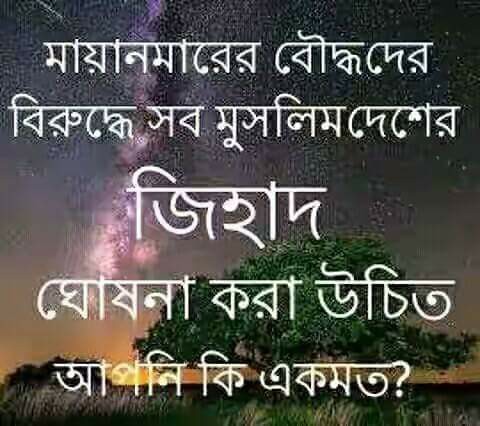 মায়ানমারের বৌদ্ধদের
বিরুদ্ধে সব মুসলিমদেশের
জিহাদ
ঘোষনা করা উচিত
আপনি কি একমত?